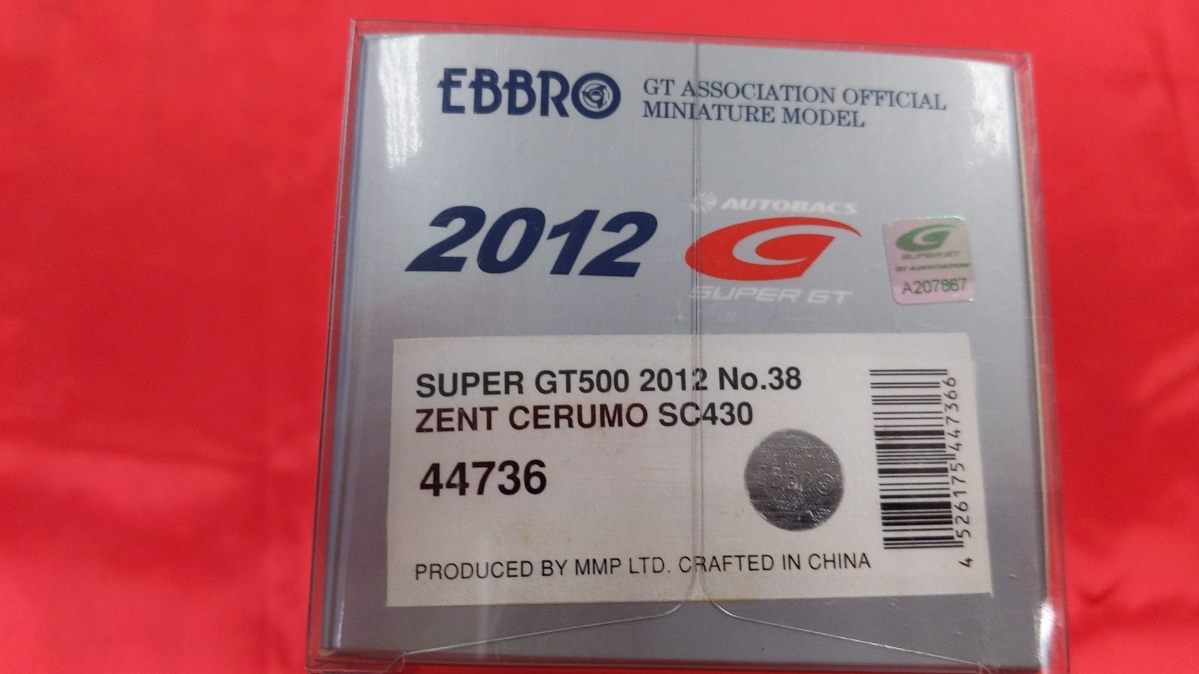 EBBRO
GT ASSOCIATION OFFICIAL
MINIATURE MODEL
2012
AUTOBACS
SUPER GT
SUPER GT
GT ASSOCIATION
A207867
SUPER GT500 2012 No.38
ZENT CERUMO SC430
44736
Ebbro
4 526175 447366
PRODUCED BY MMP LTD. CRAFTED IN CHINA